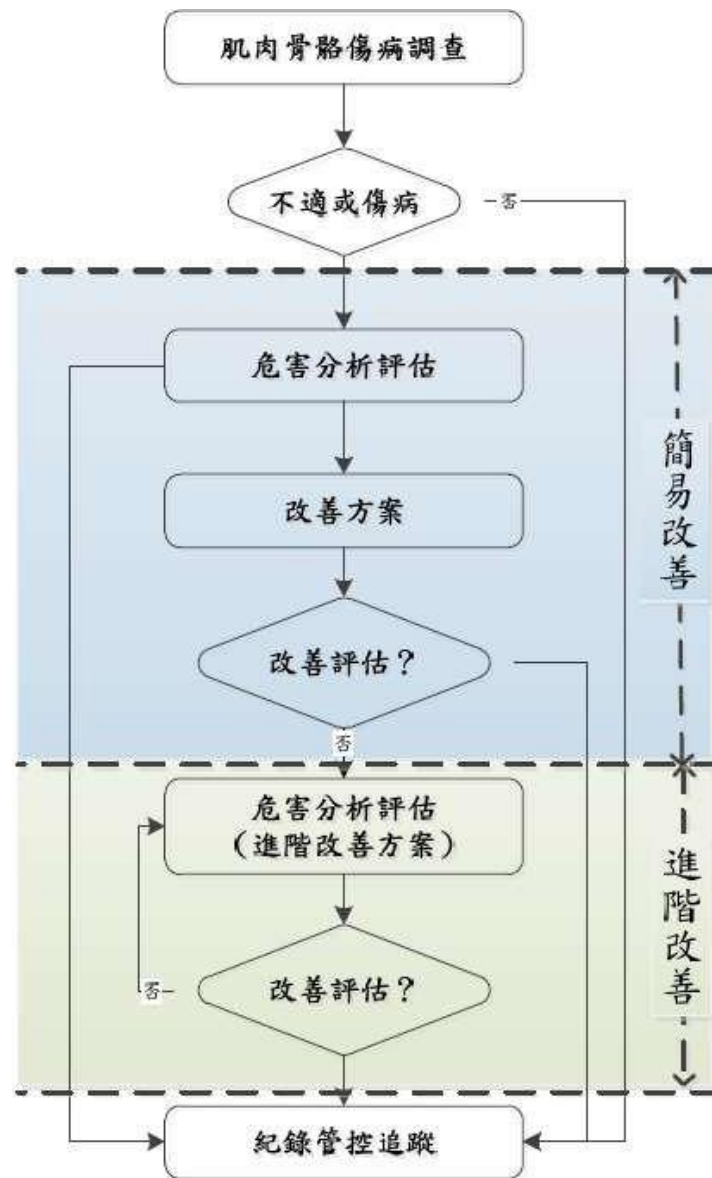 肌肉骨骼傷病調查
不適或傷病
否
危害分析評估
改善方案
簡易改善
改善評估？
否
危害分析評估
（進階改善方案）
進階改善
改善評估？
否
紀錄管控追蹤